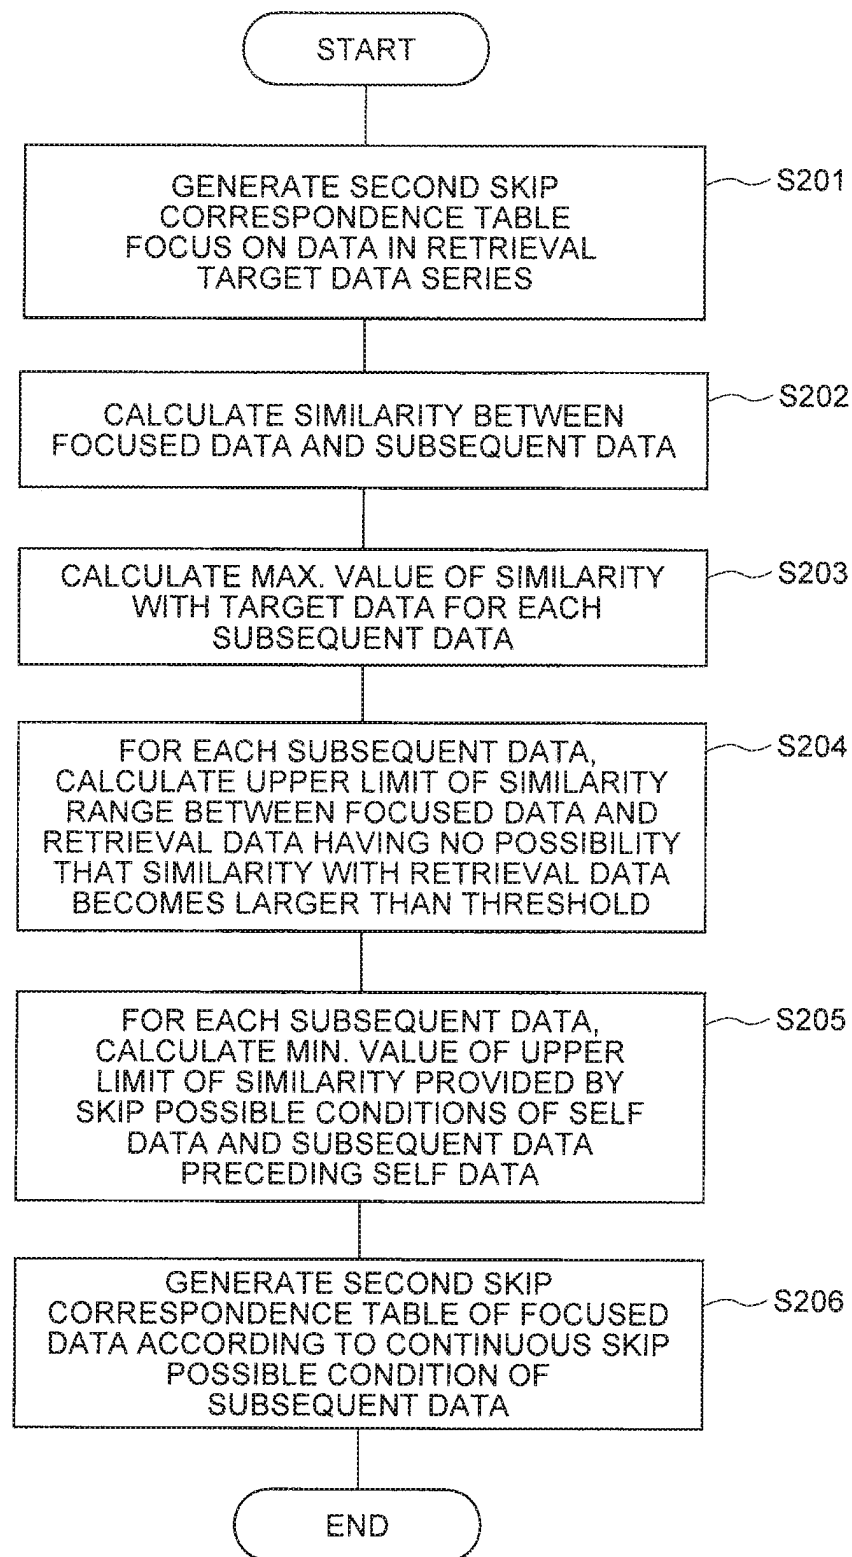 START
GENERATE SECOND SKIP
CORRESPONDENCE TABLE
FOCUS ON DATA IN RETRIEVAL
TARGET DATA SERIES
S201
CALCULATE SIMILARITY BETWEEN
FOCUSED DATA AND SUBSEQUENT DATA
S202
CALCULATE MAX. VALUE OF SIMILARITY
WITH TARGET DATA FOR EACH
SUBSEQUENT DATA
S203
FOR EACH SUBSEQUENT DATA,
CALCULATE UPPER LIMIT OF SIMILARITY
RANGE BETWEEN FOCUSED DATA AND
RETRIEVAL DATA HAVING NO POSSIBILITY
THAT SIMILARITY WITH RETRIEVAL DATA
BECOMES LARGER THAN THRESHOLD
S204
FOR EACH SUBSEQUENT DATA,
CALCULATE MIN. VALUE OF UPPER
LIMIT OF SIMILARITY PROVIDED BY
SKIP POSSIBLE CONDITIONS OF SELF
DATA AND SUBSEQUENT DATA
PRECEDING SELF DATA
S205
GENERATE SECOND SKIP
CORRESPONDENCE TABLE OF FOCUSED
DATA ACCORDING TO CONTINUOUS SKIP
POSSIBLE CONDITION OF
SUBSEQUENT DATA
S206
END